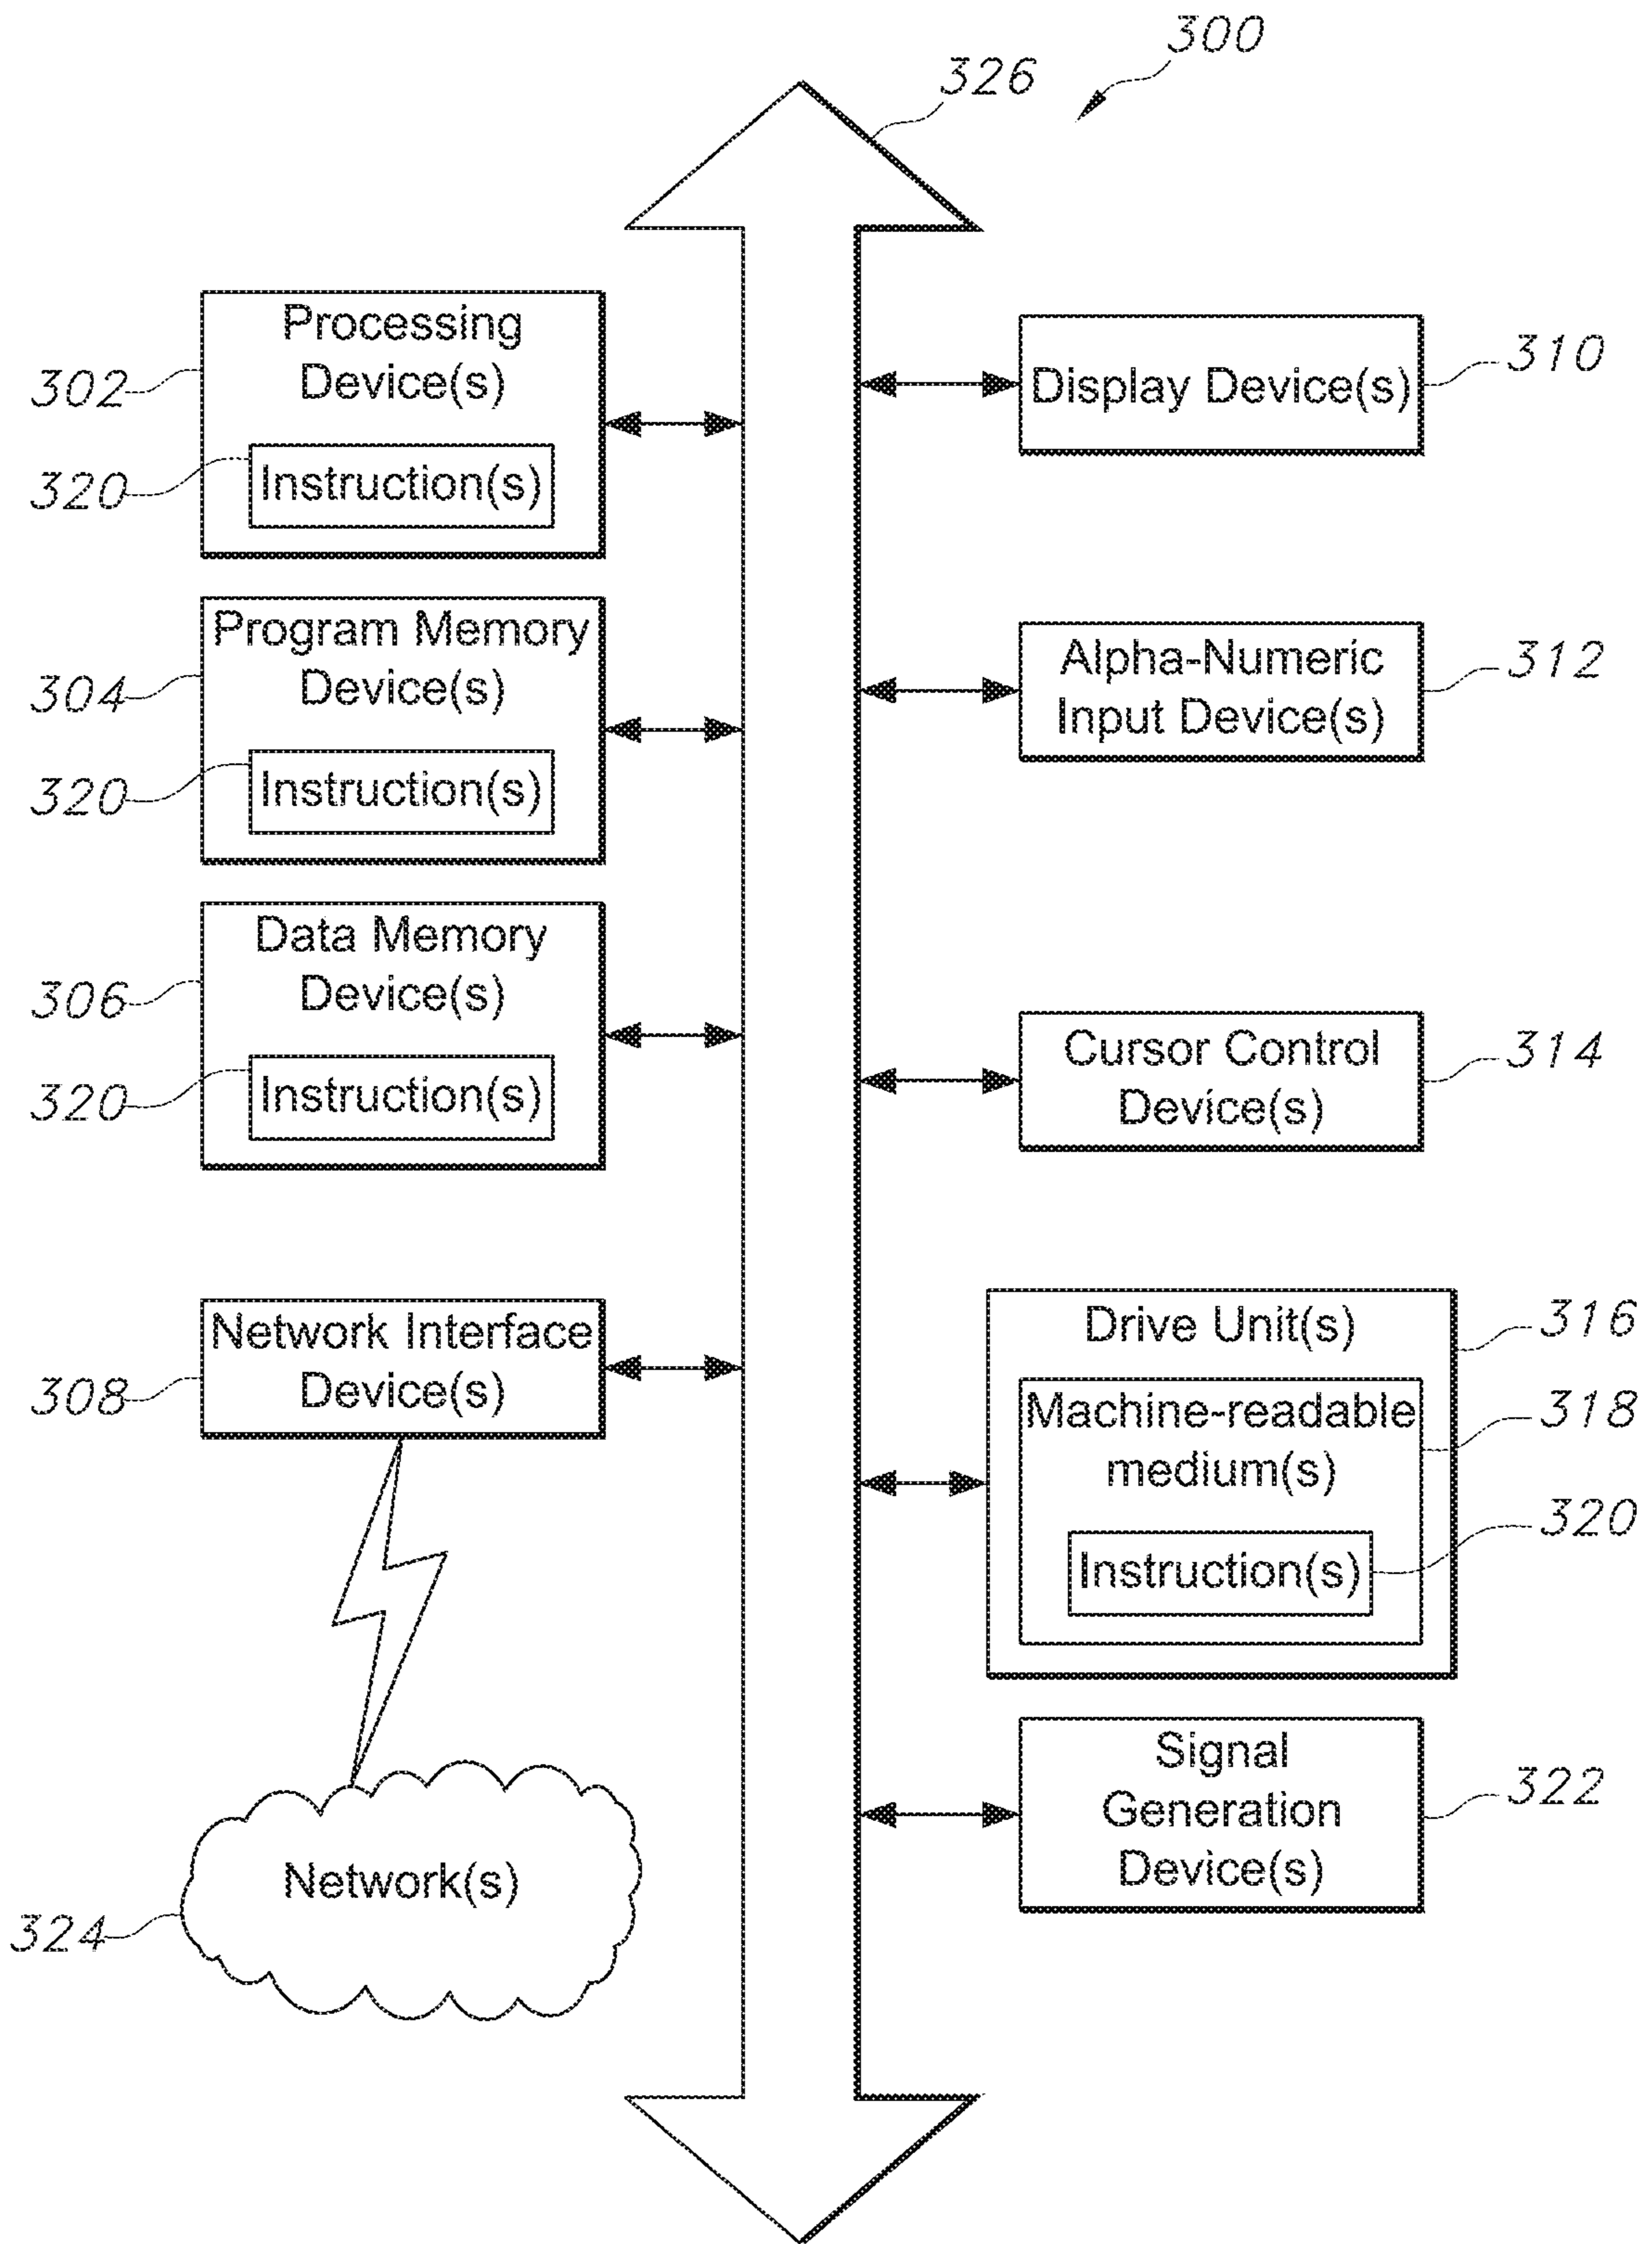 300
326
Processing
Device(s)
302
Instruction(s)
320
Program Memory
Device(s)
304
Instruction(s)
320
Data Memory
Device(s)
306
Instruction(s)
320
Network Interface
Device(s)
308
Network(s)
324
Display Device(s)
310
Alpha-Numeric
Input Device(s)
312
Cursor Control
Device(s)
314
Drive Unit(s)
316
Machine-readable
medium(s)
318
Instruction(s)
320
Signal
Generation
Device(s)
322